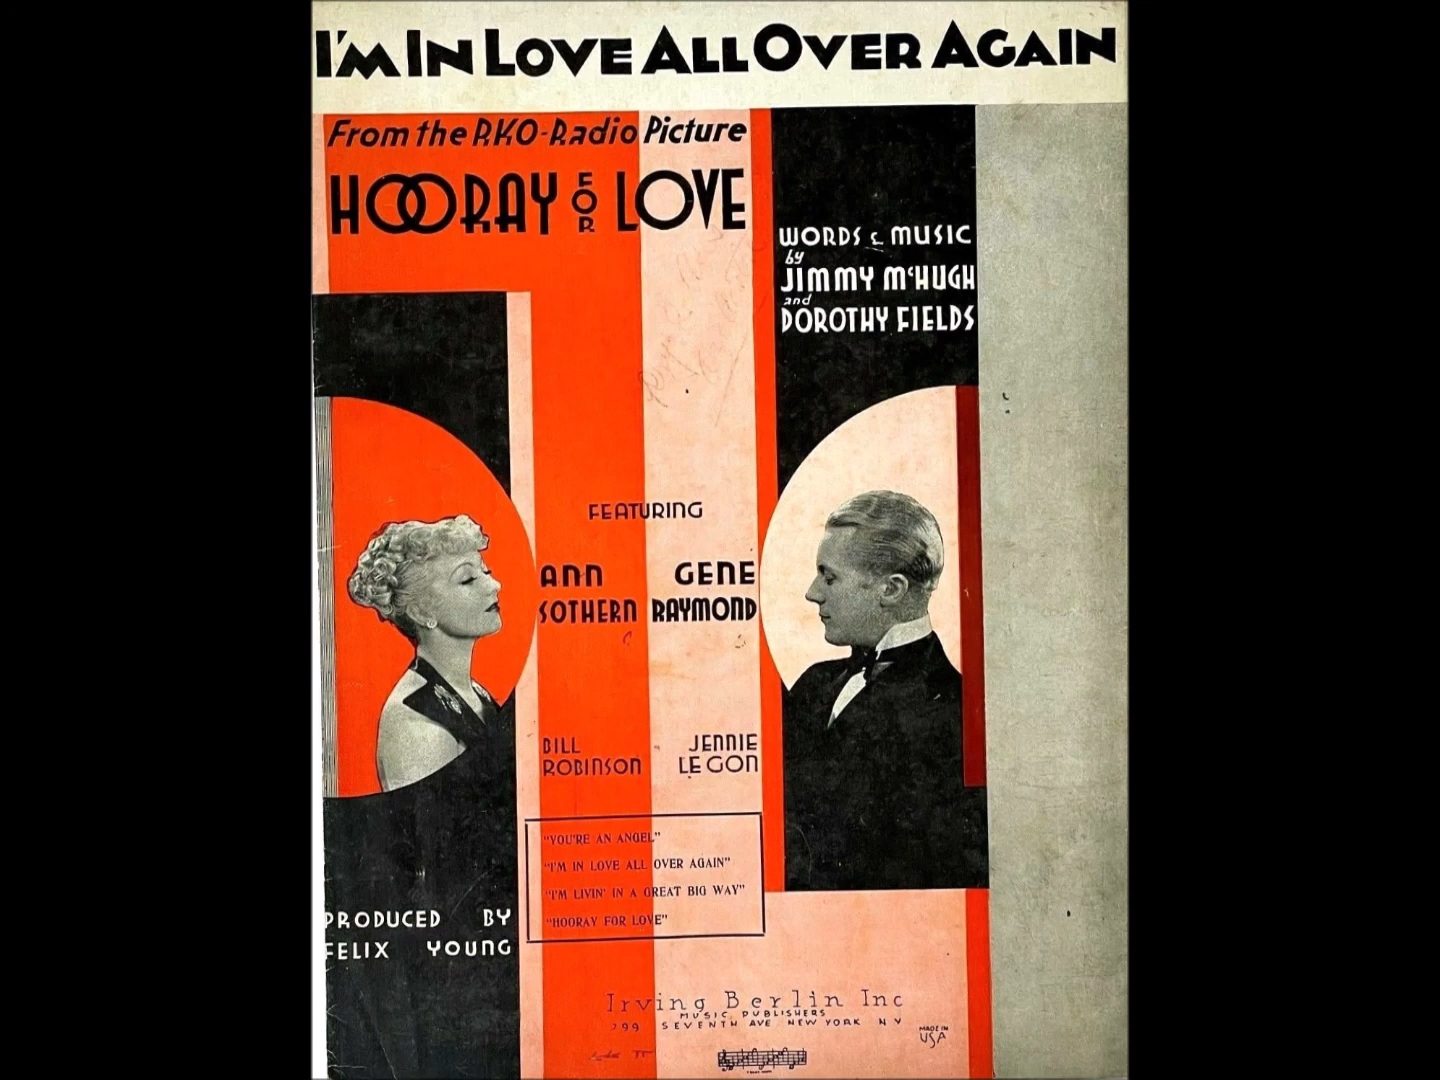 I'M IN LOVE ALL OVER AGAIN
From the RKO-Radio Picture
HOORAY FOR LOVE
WORDS & MUSIC
by
JIMMY McHUGH
and
DOROTHY FIELDS
FEATURING
ANN SOTHERN
GENE RAYMOND
BILL ROBINSON
JENNIE LE GON
"YOU'RE AN ANGEL"
"I'M IN LOVE ALL OVER AGAIN"
"I'M LIVIN' IN A GREAT BIG WAY"
"HOORAY FOR LOVE"
PRODUCED BY
FELIX YOUNG
Irving Berlin Inc
MUSIC PUBLISHERS
799 SEVENTH AVE NEW YORK N Y
MADE IN
USA